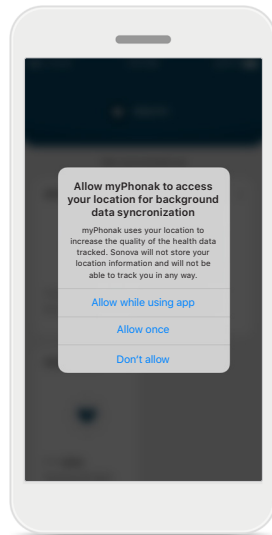 Allow myPhonak to access
your location for background
data syncronization
myPhonak uses your location to
increase the quality of the health data
tracked. Sonova will not store your
location information and will not be
able to track you in any way.
Allow while using app
Allow once
Don't allow